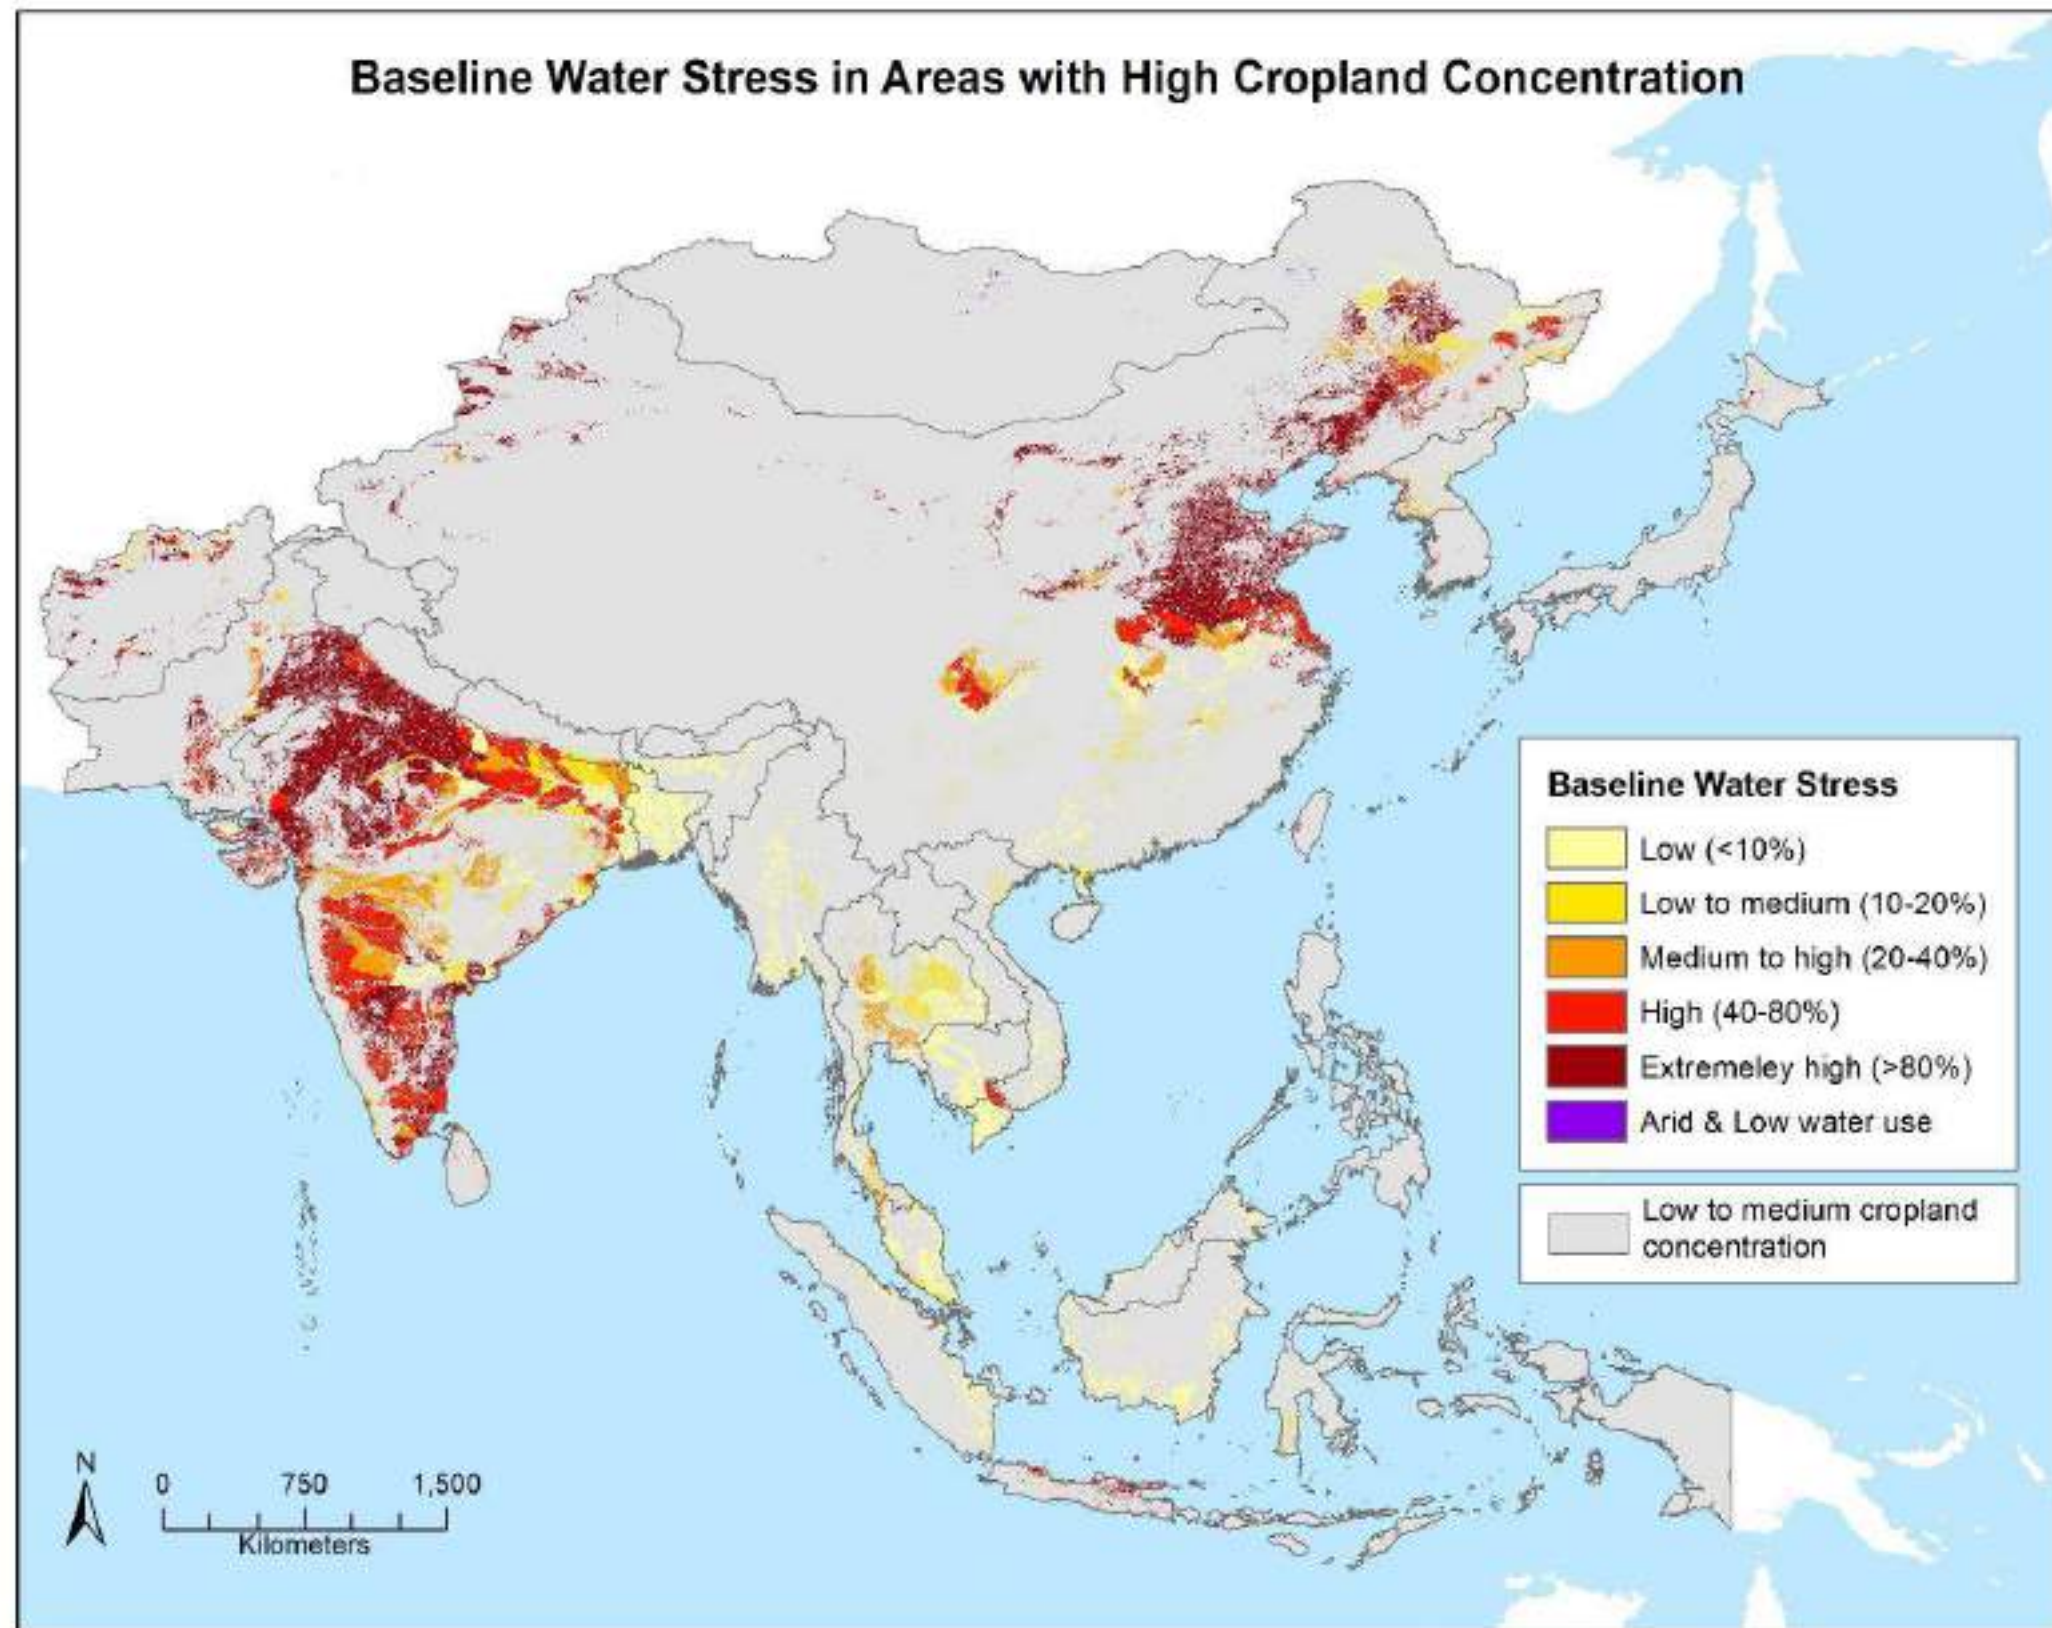 Baseline Water Stress in Areas with High Cropland Concentration
Baseline Water Stress
Low (<10%)
Low to medium (10-20%)
Medium to high (20-40%)
High (40-80%)
Extremeley high (>80%)
Arid & Low water use
Low to medium cropland
concentration
N
0 750 1,500
Kilometers